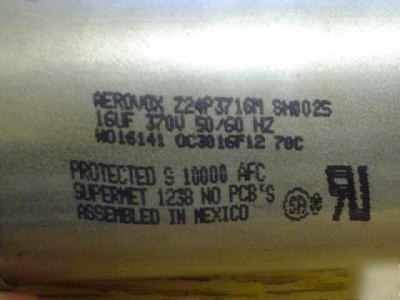 AEROVOX Z24P3716M SH0025
16UF 370V 50/60 HZ
W016141 OC3016F12 70C
PROTECTED S 10000 AFC
SUPERMET 1238 NO PCB'S
ASSEMBLED IN MEXICO